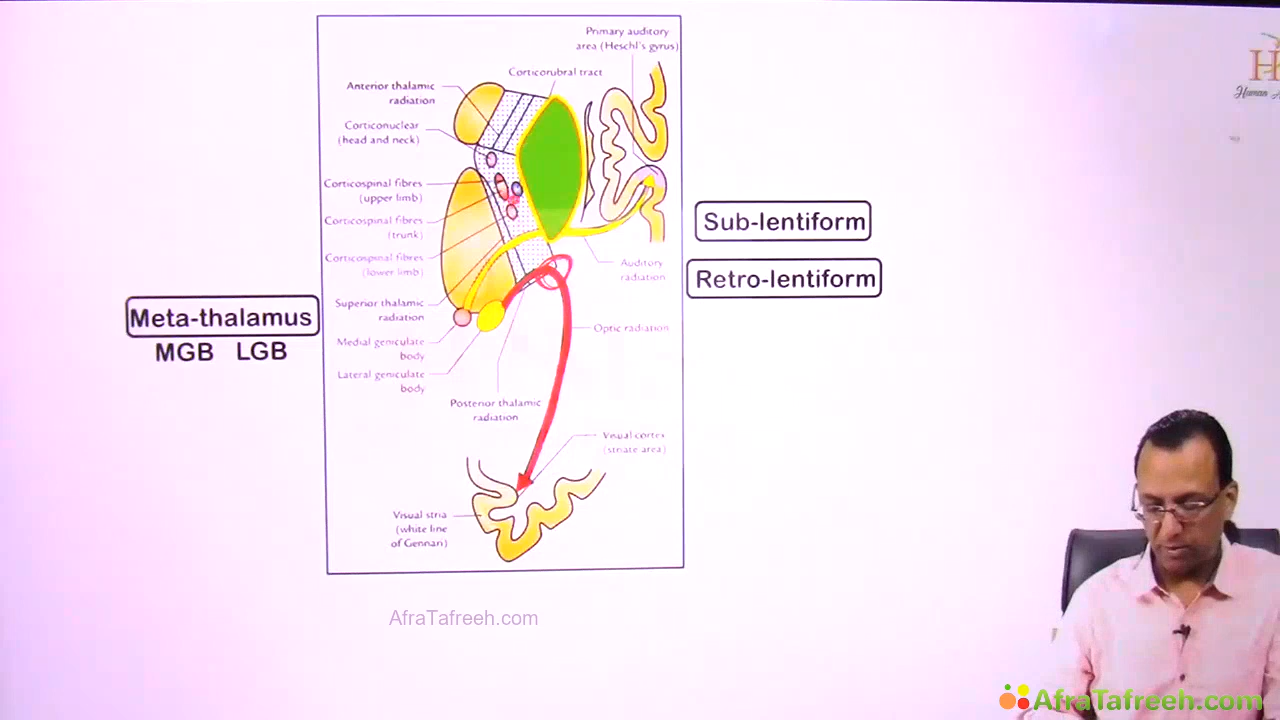 Primary auditory
area (Heschl's gyrus)
Corticorubral tract
Anterior thalamic
radiation
Corticonuclear
(head and neck)
Corticospinal fibres
(upper limb)
Corticospinal fibres
(trunk)
Corticospinal fibres
(lower limb)
Superior thalamic
radiation
Medial geniculate
body
Lateral geniculate
body
Posterior thalamic
radiation
Auditory
radiation
Optic radiation
Visual cortex
(striate area)
Visual stria
(white line
of Gennari)
Sub-lentiform
Retro-lentiform
Meta-thalamus
MGB LGB
AfraTafreeh.com
H
Human
AfraTafreeh.com